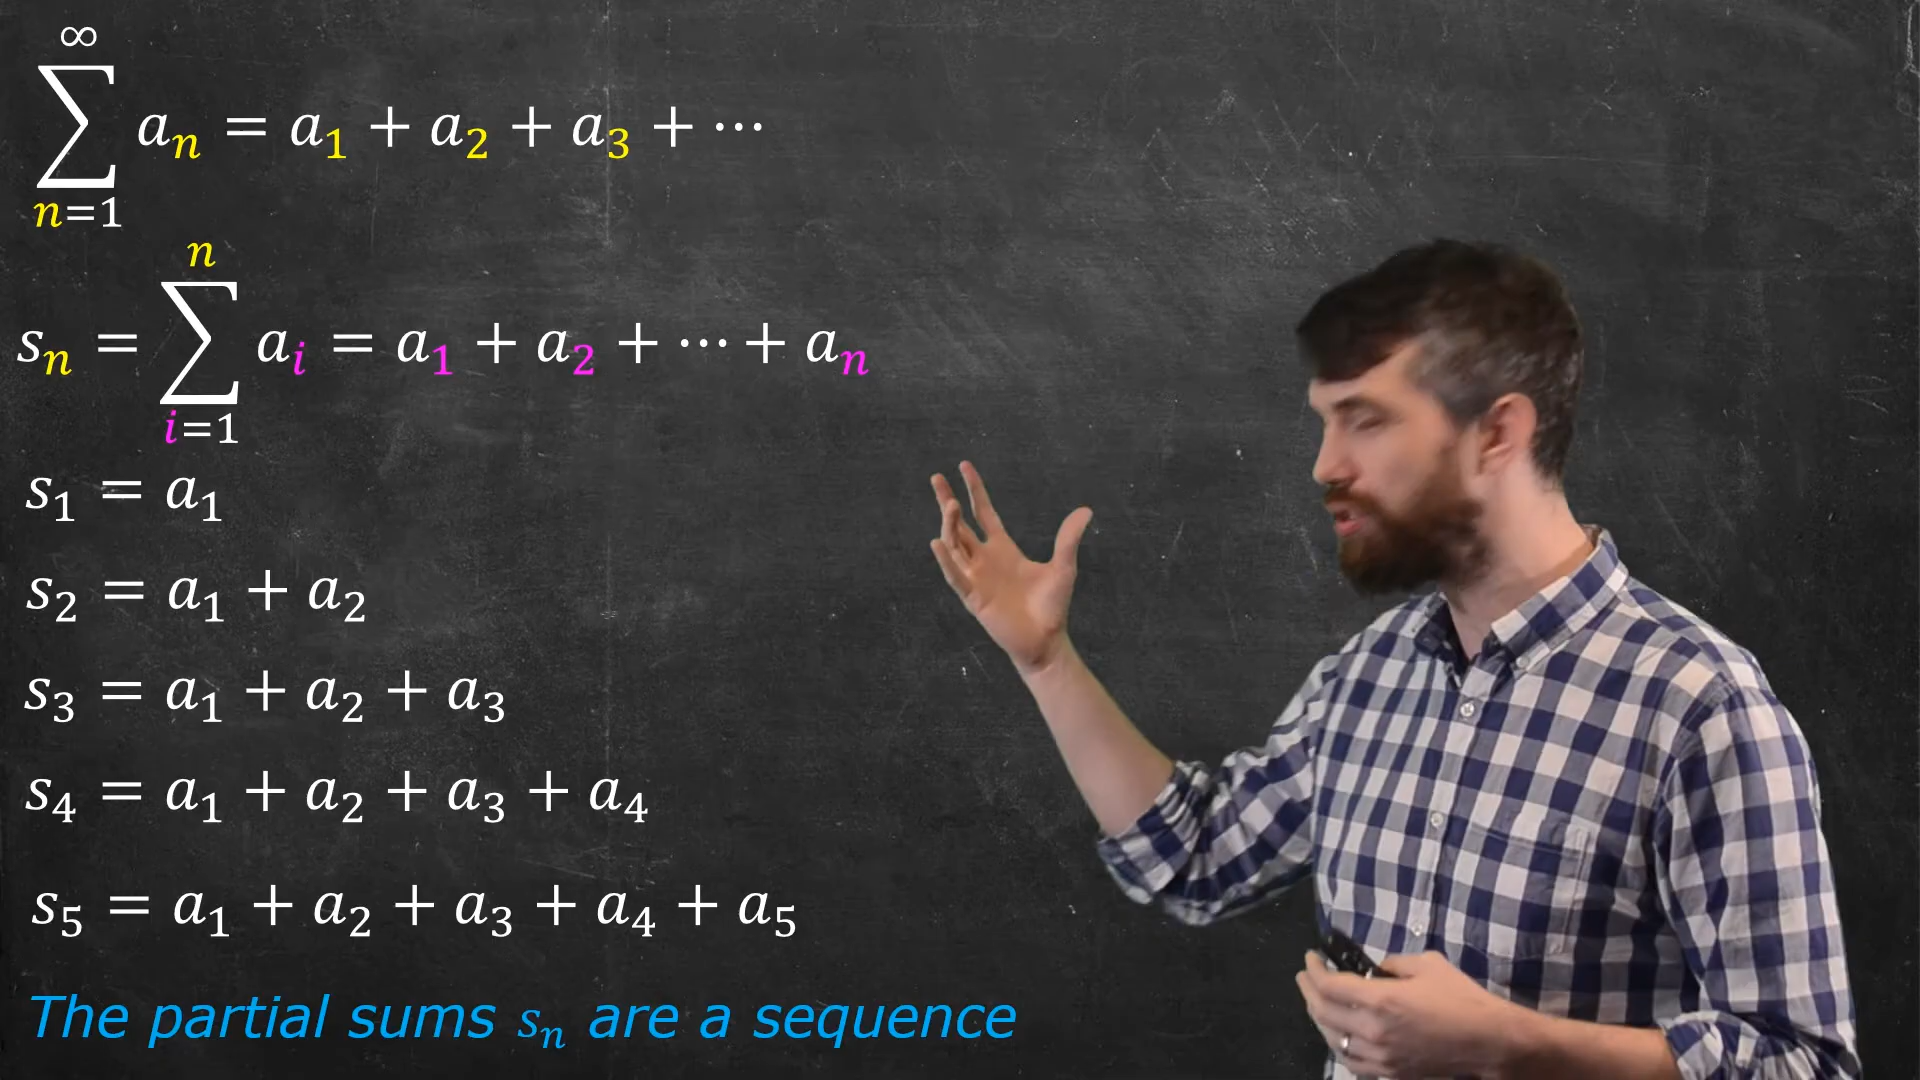 ∞
∑ aₙ = a₁ + a₂ + a₃ + ⋯
n=1
n
sₙ = ∑ aᵢ = a₁ + a₂ + ⋯ + aₙ
i=1
s₁ = a₁
s₂ = a₁ + a₂
s₃ = a₁ + a₂ + a₃
s₄ = a₁ + a₂ + a₃ + a₄
s₅ = a₁ + a₂ + a₃ + a₄ + a₅
The partial sums sₙ are a sequence